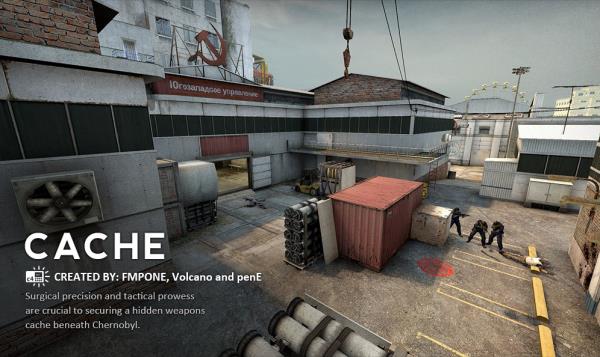 Югозападное управление
CACHE
CREATED BY: FMPONE, Volcano and penE
Surgical precision and tactical prowess
are crucial to securing a hidden weapons
cache beneath Chernobyl.